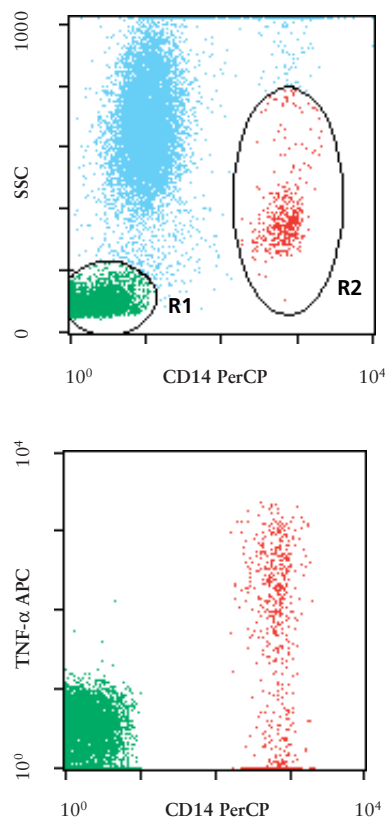 1000
SSC
0
R1
R2
10⁰
CD14 PerCP
10⁴
10⁴
TNF-α APC
10⁰
10⁰
CD14 PerCP
10⁴